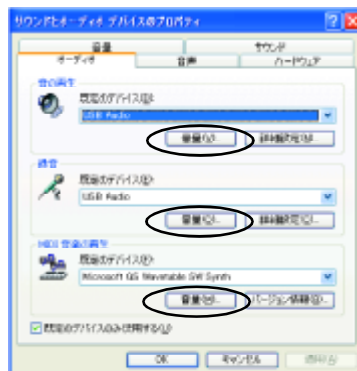 サウンドとオーディオ デバイスのプロパティ
音量
サウンド
オーディオ
音声
ハードウェア
音の再生
既定のデバイス(D):
USB Audio
音量(V)...
詳細設定(N)...
録音
既定のデバイス(E):
USB Audio
音量(O)...
詳細設定(C)...
MIDI 音楽の再生
既定のデバイス(F):
Microsoft GS Wavetable SW Synth
音量(M)...
バージョン情報(B)...
既定のデバイスのみ使用する(U)
OK
キャンセル
適用(A)